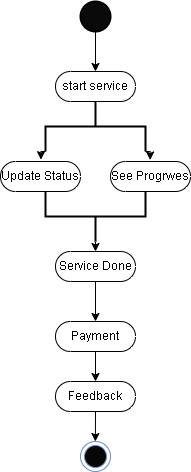 start service
Update Status
See Progrwes
Service Done
Payment
Feedback